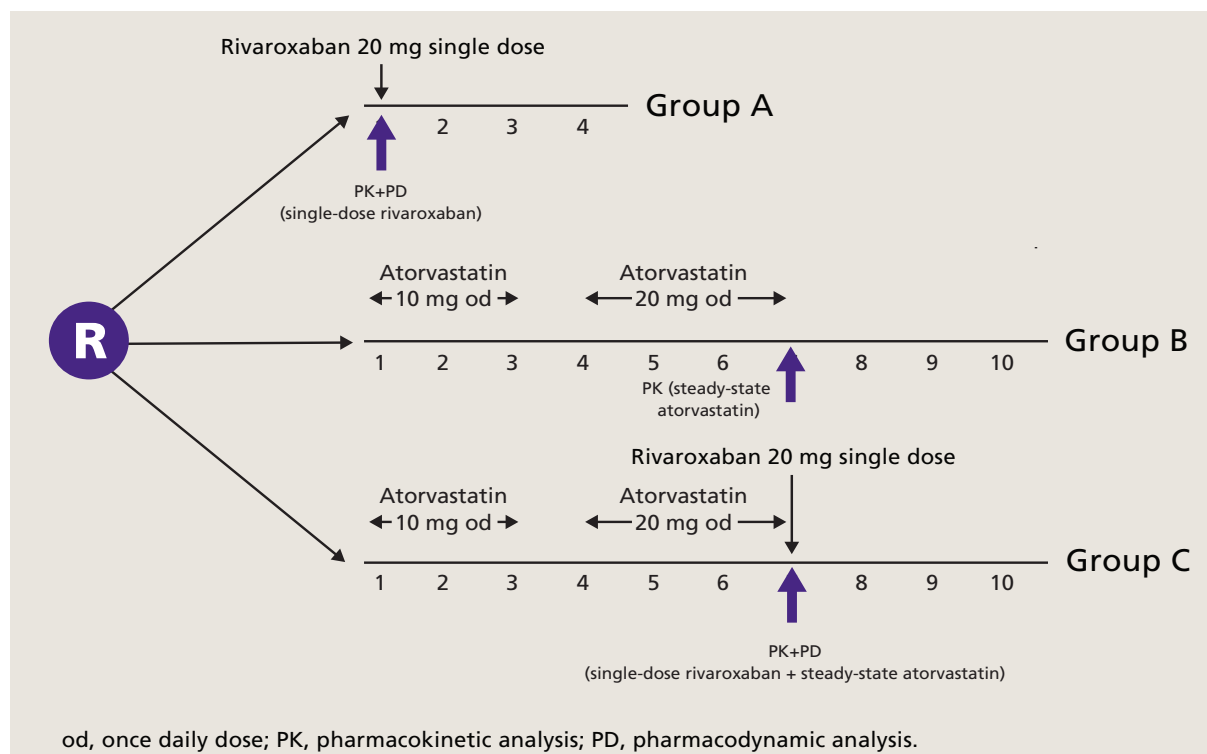 Rivaroxaban 20 mg single dose
Group A
2 3 4
PK+PD
(single-dose rivaroxaban)
Atorvastatin
10 mg od
Atorvastatin
20 mg od
R
Group B
1 2 3 4 5 6 8 9 10
PK (steady-state
atorvastatin)
Rivaroxaban 20 mg single dose
Atorvastatin
10 mg od
Atorvastatin
20 mg od
Group C
1 2 3 4 5 6 8 9 10
PK+PD
(single-dose rivaroxaban + steady-state atorvastatin)
od, once daily dose; PK, pharmacokinetic analysis; PD, pharmacodynamic analysis.